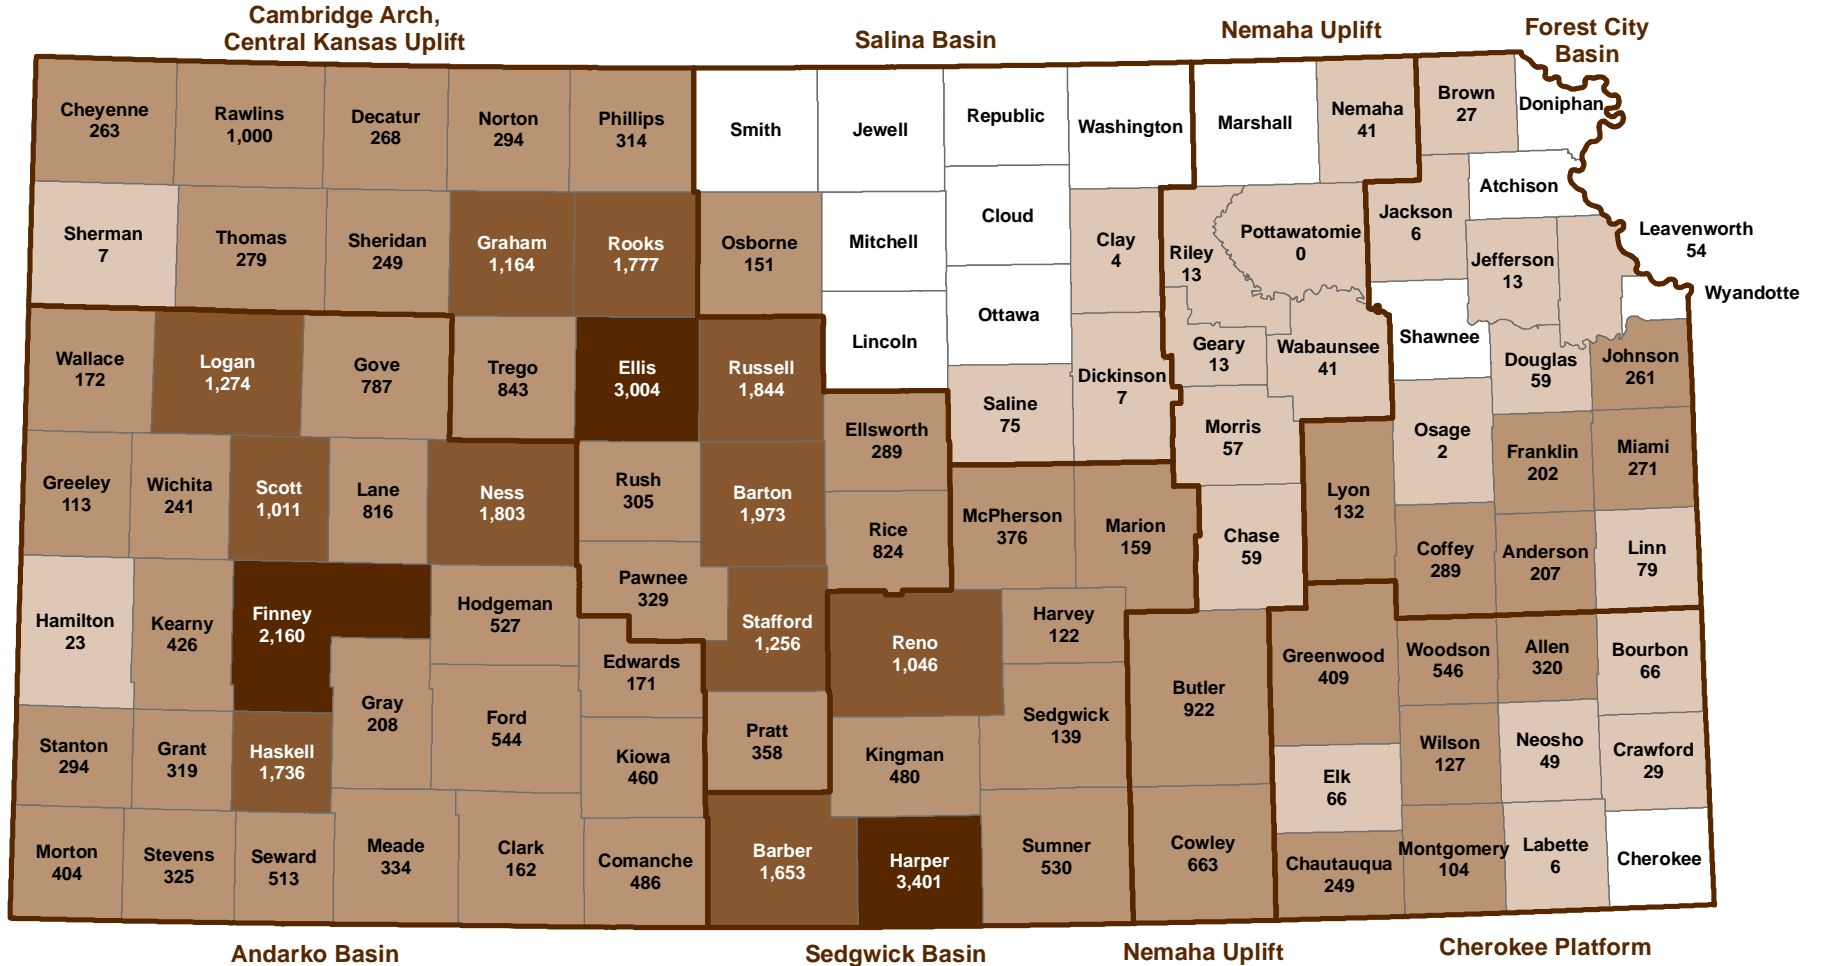 Cambridge Arch,
Central Kansas Uplift
Salina Basin
Nemaha Uplift
Forest City
Basin
Cheyenne
263
Rawlins
1,000
Decatur
268
Norton
294
Phillips
314
Smith
Jewell
Republic
Washington
Marshall
Nemaha
41
Brown
27
Doniphan
Atchison
Sherman
7
Thomas
279
Sheridan
249
Graham
1,164
Rooks
1,777
Osborne
151
Mitchell
Cloud
Clay
4
Riley
13
Pottawatomie
0
Jackson
6
Jefferson
13
Leavenworth
54
Wyandotte
Wallace
172
Logan
1,274
Gove
787
Trego
843
Ellis
3,004
Russell
1,844
Lincoln
Ottawa
Saline
75
Dickinson
7
Geary
13
Wabaunsee
41
Shawnee
Douglas
59
Johnson
261
Greeley
113
Wichita
241
Scott
1,011
Lane
816
Ness
1,803
Rush
305
Barton
1,973
Ellsworth
289
Rice
824
McPherson
376
Marion
159
Morris
57
Chase
59
Lyon
132
Osage
2
Franklin
202
Miami
271
Coffey
289
Anderson
207
Linn
79
Hamilton
23
Kearny
426
Finney
2,160
Hodgeman
527
Pawnee
329
Stafford
1,256
Edwards
171
Reno
1,046
Harvey
122
Sedgwick
139
Butler
922
Greenwood
409
Woodson
546
Allen
320
Bourbon
66
Stanton
294
Grant
319
Haskell
1,736
Gray
208
Ford
544
Kiowa
460
Pratt
358
Kingman
480
Elk
66
Wilson
127
Neosho
49
Crawford
29
Morton
404
Stevens
325
Seward
513
Meade
334
Clark
162
Comanche
486
Barber
1,653
Harper
3,401
Sumner
530
Cowley
663
Chautauqua
249
Montgomery
104
Labette
6
Cherokee
Andarko Basin
Sedgwick Basin
Nemaha Uplift
Cherokee Platform